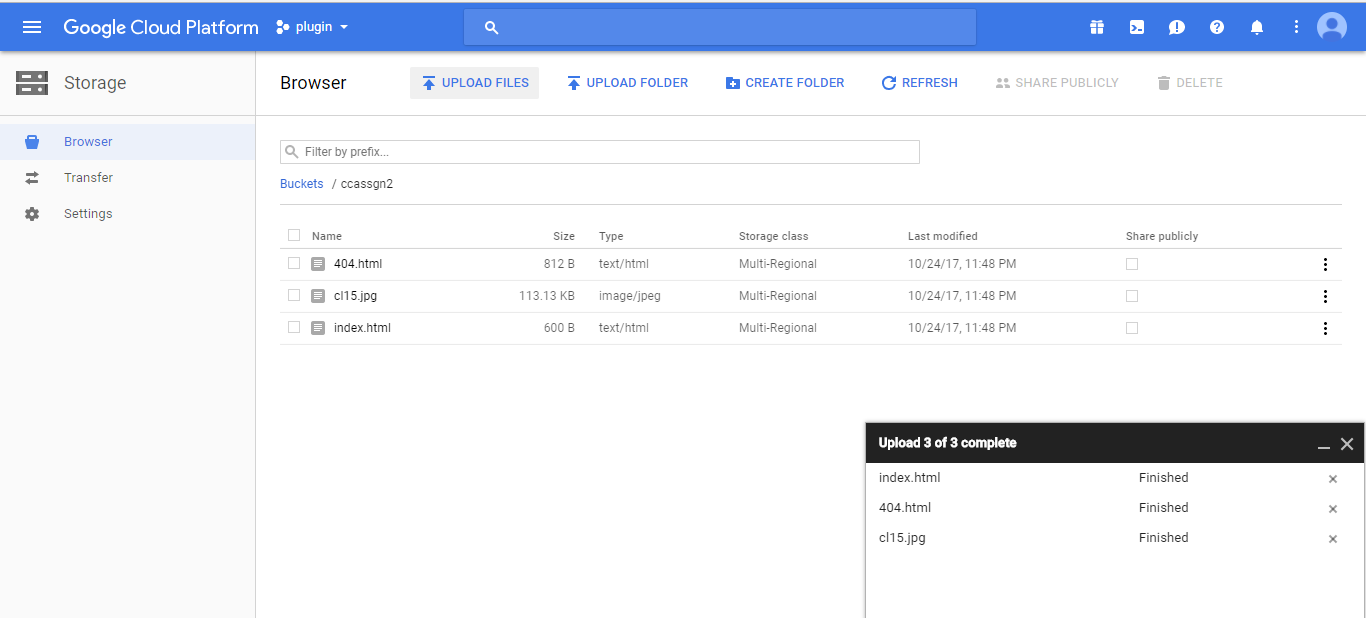 Google Cloud Platform plugin
Storage
Browser UPLOAD FILES UPLOAD FOLDER CREATE FOLDER REFRESH SHARE PUBLICLY DELETE
Browser
Transfer
Settings
Filter by prefix...
Buckets / ccassgn2
Name Size Type Storage class Last modified Share publicly
404.html 812 B text/html Multi-Regional 10/24/17, 11:48 PM
cl15.jpg 113.13 KB image/jpeg Multi-Regional 10/24/17, 11:48 PM
index.html 600 B text/html Multi-Regional 10/24/17, 11:48 PM
Upload 3 of 3 complete
index.html Finished
404.html Finished
cl15.jpg Finished